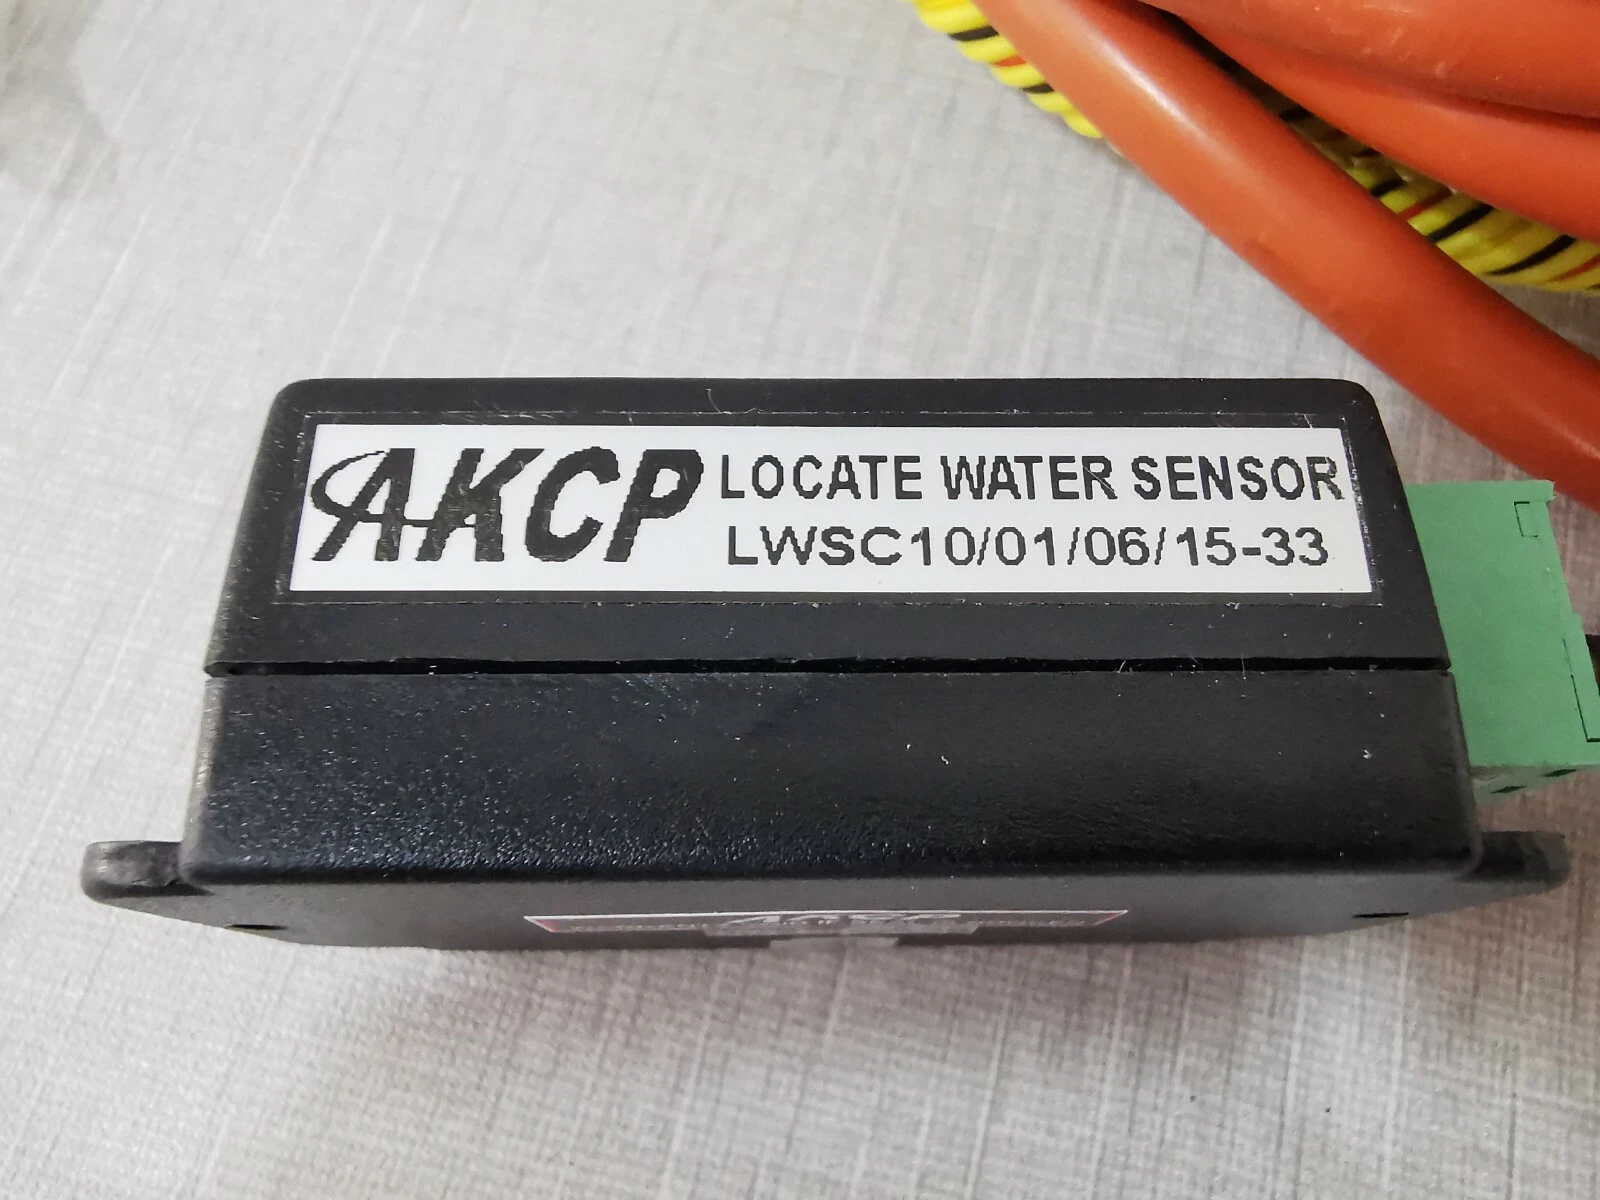 AKCP LOCATE WATER SENSOR
LWSC10/01/06/15-33